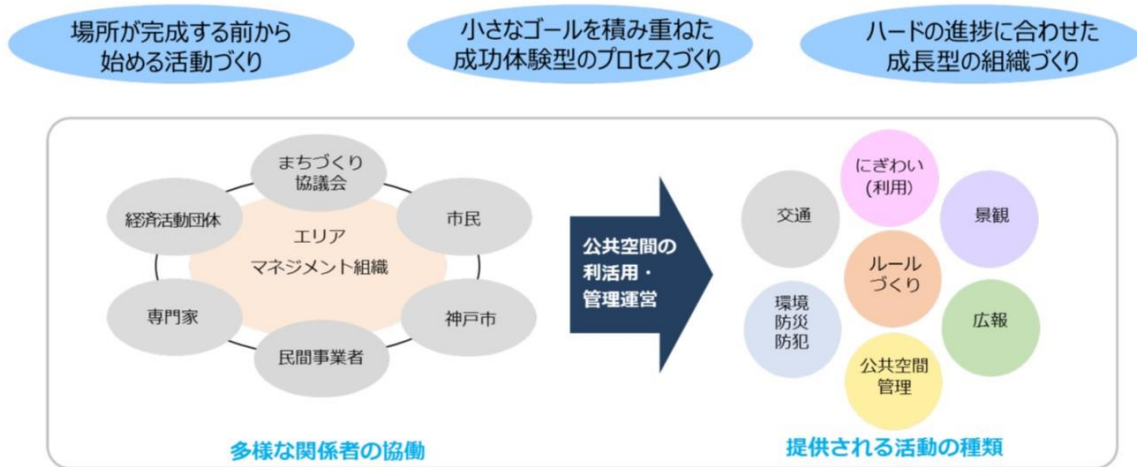 場所が完成する前から
始める活動づくり
小さなゴールを積み重ねた
成功体験型のプロセスづくり
ハードの進捗に合わせた
成長型の組織づくり
まちづくり
協議会
経済活動団体
市民
エリア
マネジメント組織
専門家
神戸市
民間事業者
多様な関係者の協働
公共空間の
利活用・
管理運営
にぎわい
(利用)
交通
景観
ルール
づくり
環境
防災
防犯
広報
公共空間
管理
提供される活動の種類